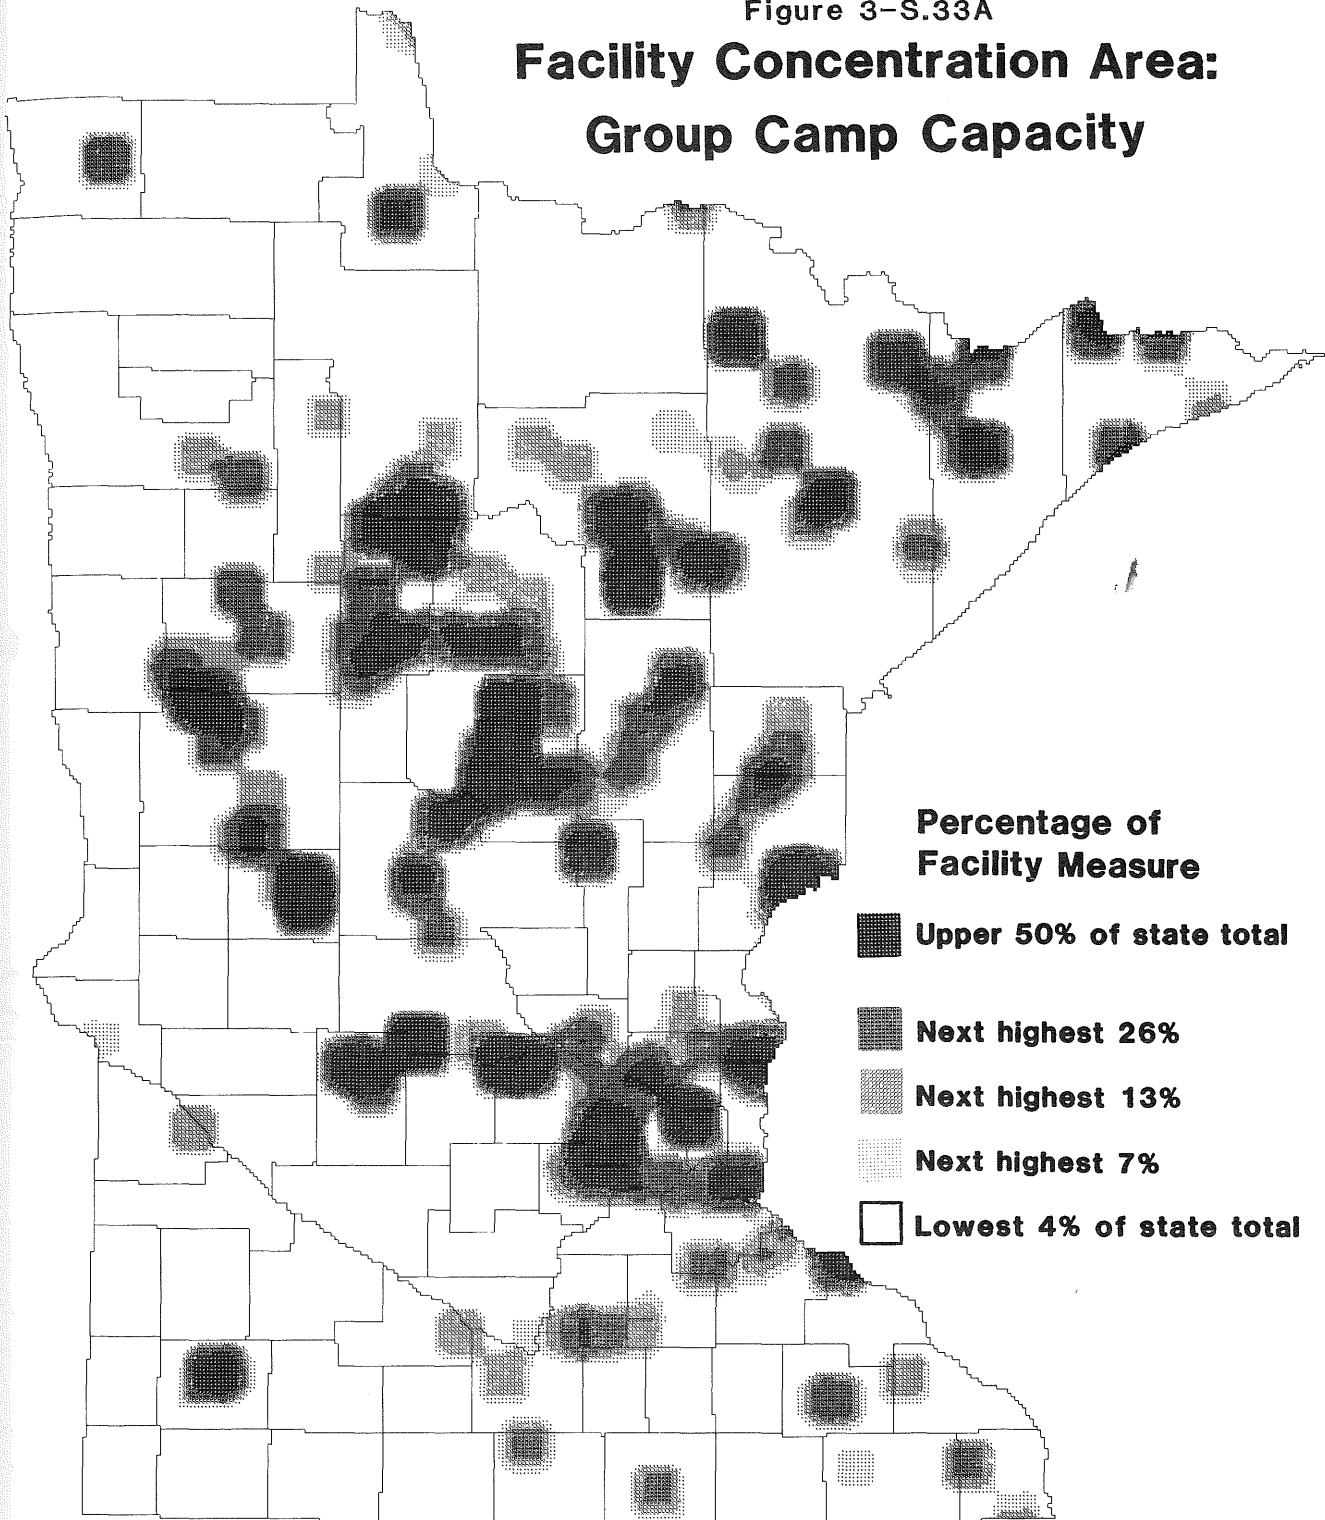 Figure 3-S.33A
Facility Concentration Area:
Group Camp Capacity
Percentage of
Facility Measure
Upper 50% of state total
Next highest 26%
Next highest 13%
Next highest 7%
Lowest 4% of state total